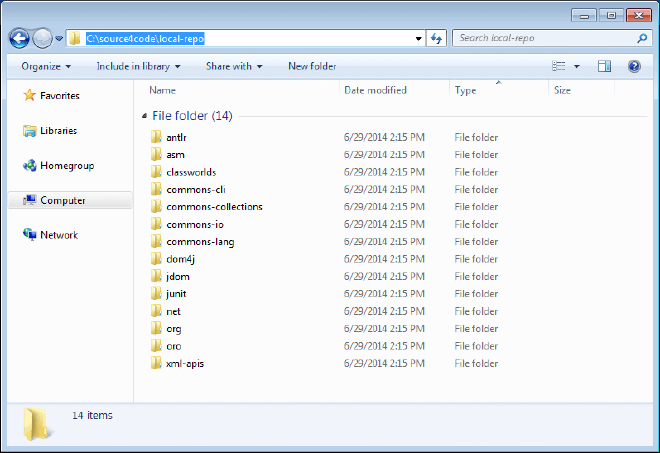 C:\source4code\local-repo
Search local-repo
Organize Include in library Share with New folder
Name Date modified Type Size
Favorites
Libraries
Homegroup
Computer
Network
File folder (14)
antlr 6/29/2014 2:15 PM File folder
asm 6/29/2014 2:15 PM File folder
classworlds 6/29/2014 2:15 PM File folder
commons-cli 6/29/2014 2:15 PM File folder
commons-collections 6/29/2014 2:15 PM File folder
commons-io 6/29/2014 2:15 PM File folder
commons-lang 6/29/2014 2:15 PM File folder
dom4j 6/29/2014 2:15 PM File folder
jdom 6/29/2014 2:15 PM File folder
junit 6/29/2014 2:15 PM File folder
net 6/29/2014 2:15 PM File folder
org 6/29/2014 2:15 PM File folder
oro 6/29/2014 2:15 PM File folder
xml-apis 6/29/2014 2:15 PM File folder
14 items